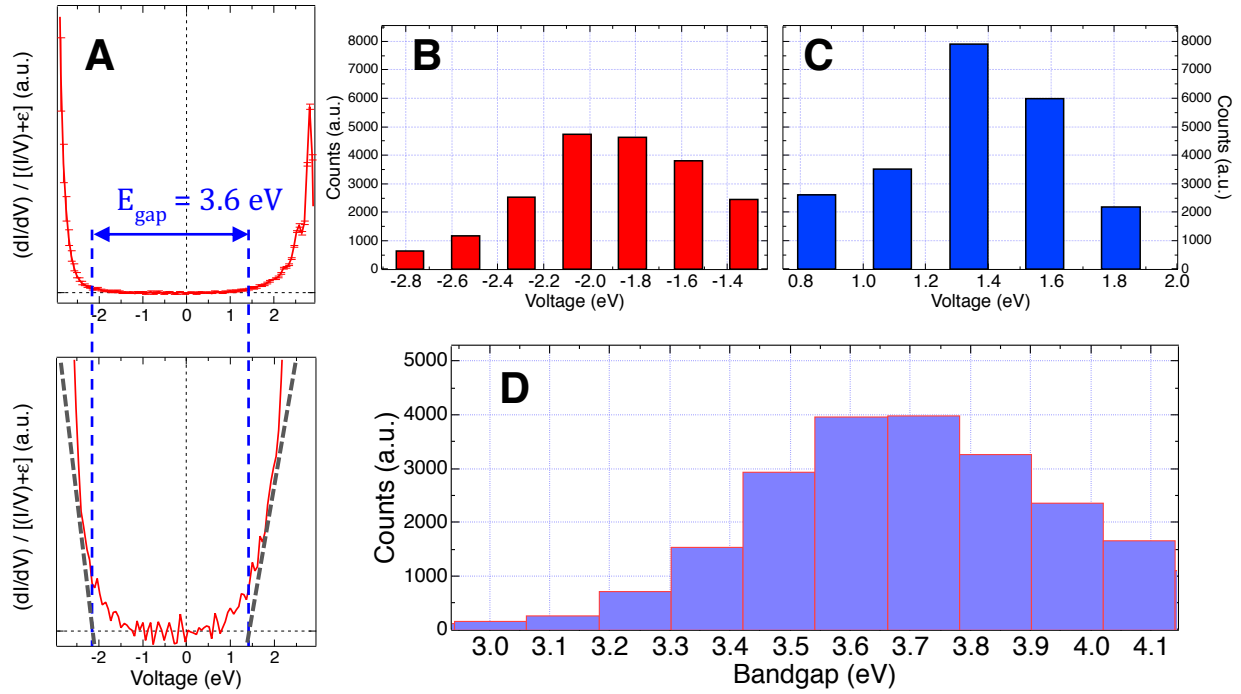 A
(dI/dV) / [(I/V)+ε] (a.u.)
E_gap = 3.6 eV
-2 -1 0 1 2
(dI/dV) / [(I/V)+ε] (a.u.)
-2 -1 0 1 2
Voltage (eV)
B
Counts (a.u.)
8000
7000
6000
5000
4000
3000
2000
1000
0
-2.8 -2.6 -2.4 -2.2 -2.0 -1.8 -1.6 -1.4
Voltage (eV)
C
8000
7000
6000
5000
4000
3000
2000
1000
0
Counts (a.u.)
0.8 1.0 1.2 1.4 1.6 1.8 2.0
Voltage (eV)
D
Counts (a.u.)
5000
4000
3000
2000
1000
0
3.0 3.1 3.2 3.3 3.4 3.5 3.6 3.7 3.8 3.9 4.0 4.1
Bandgap (eV)